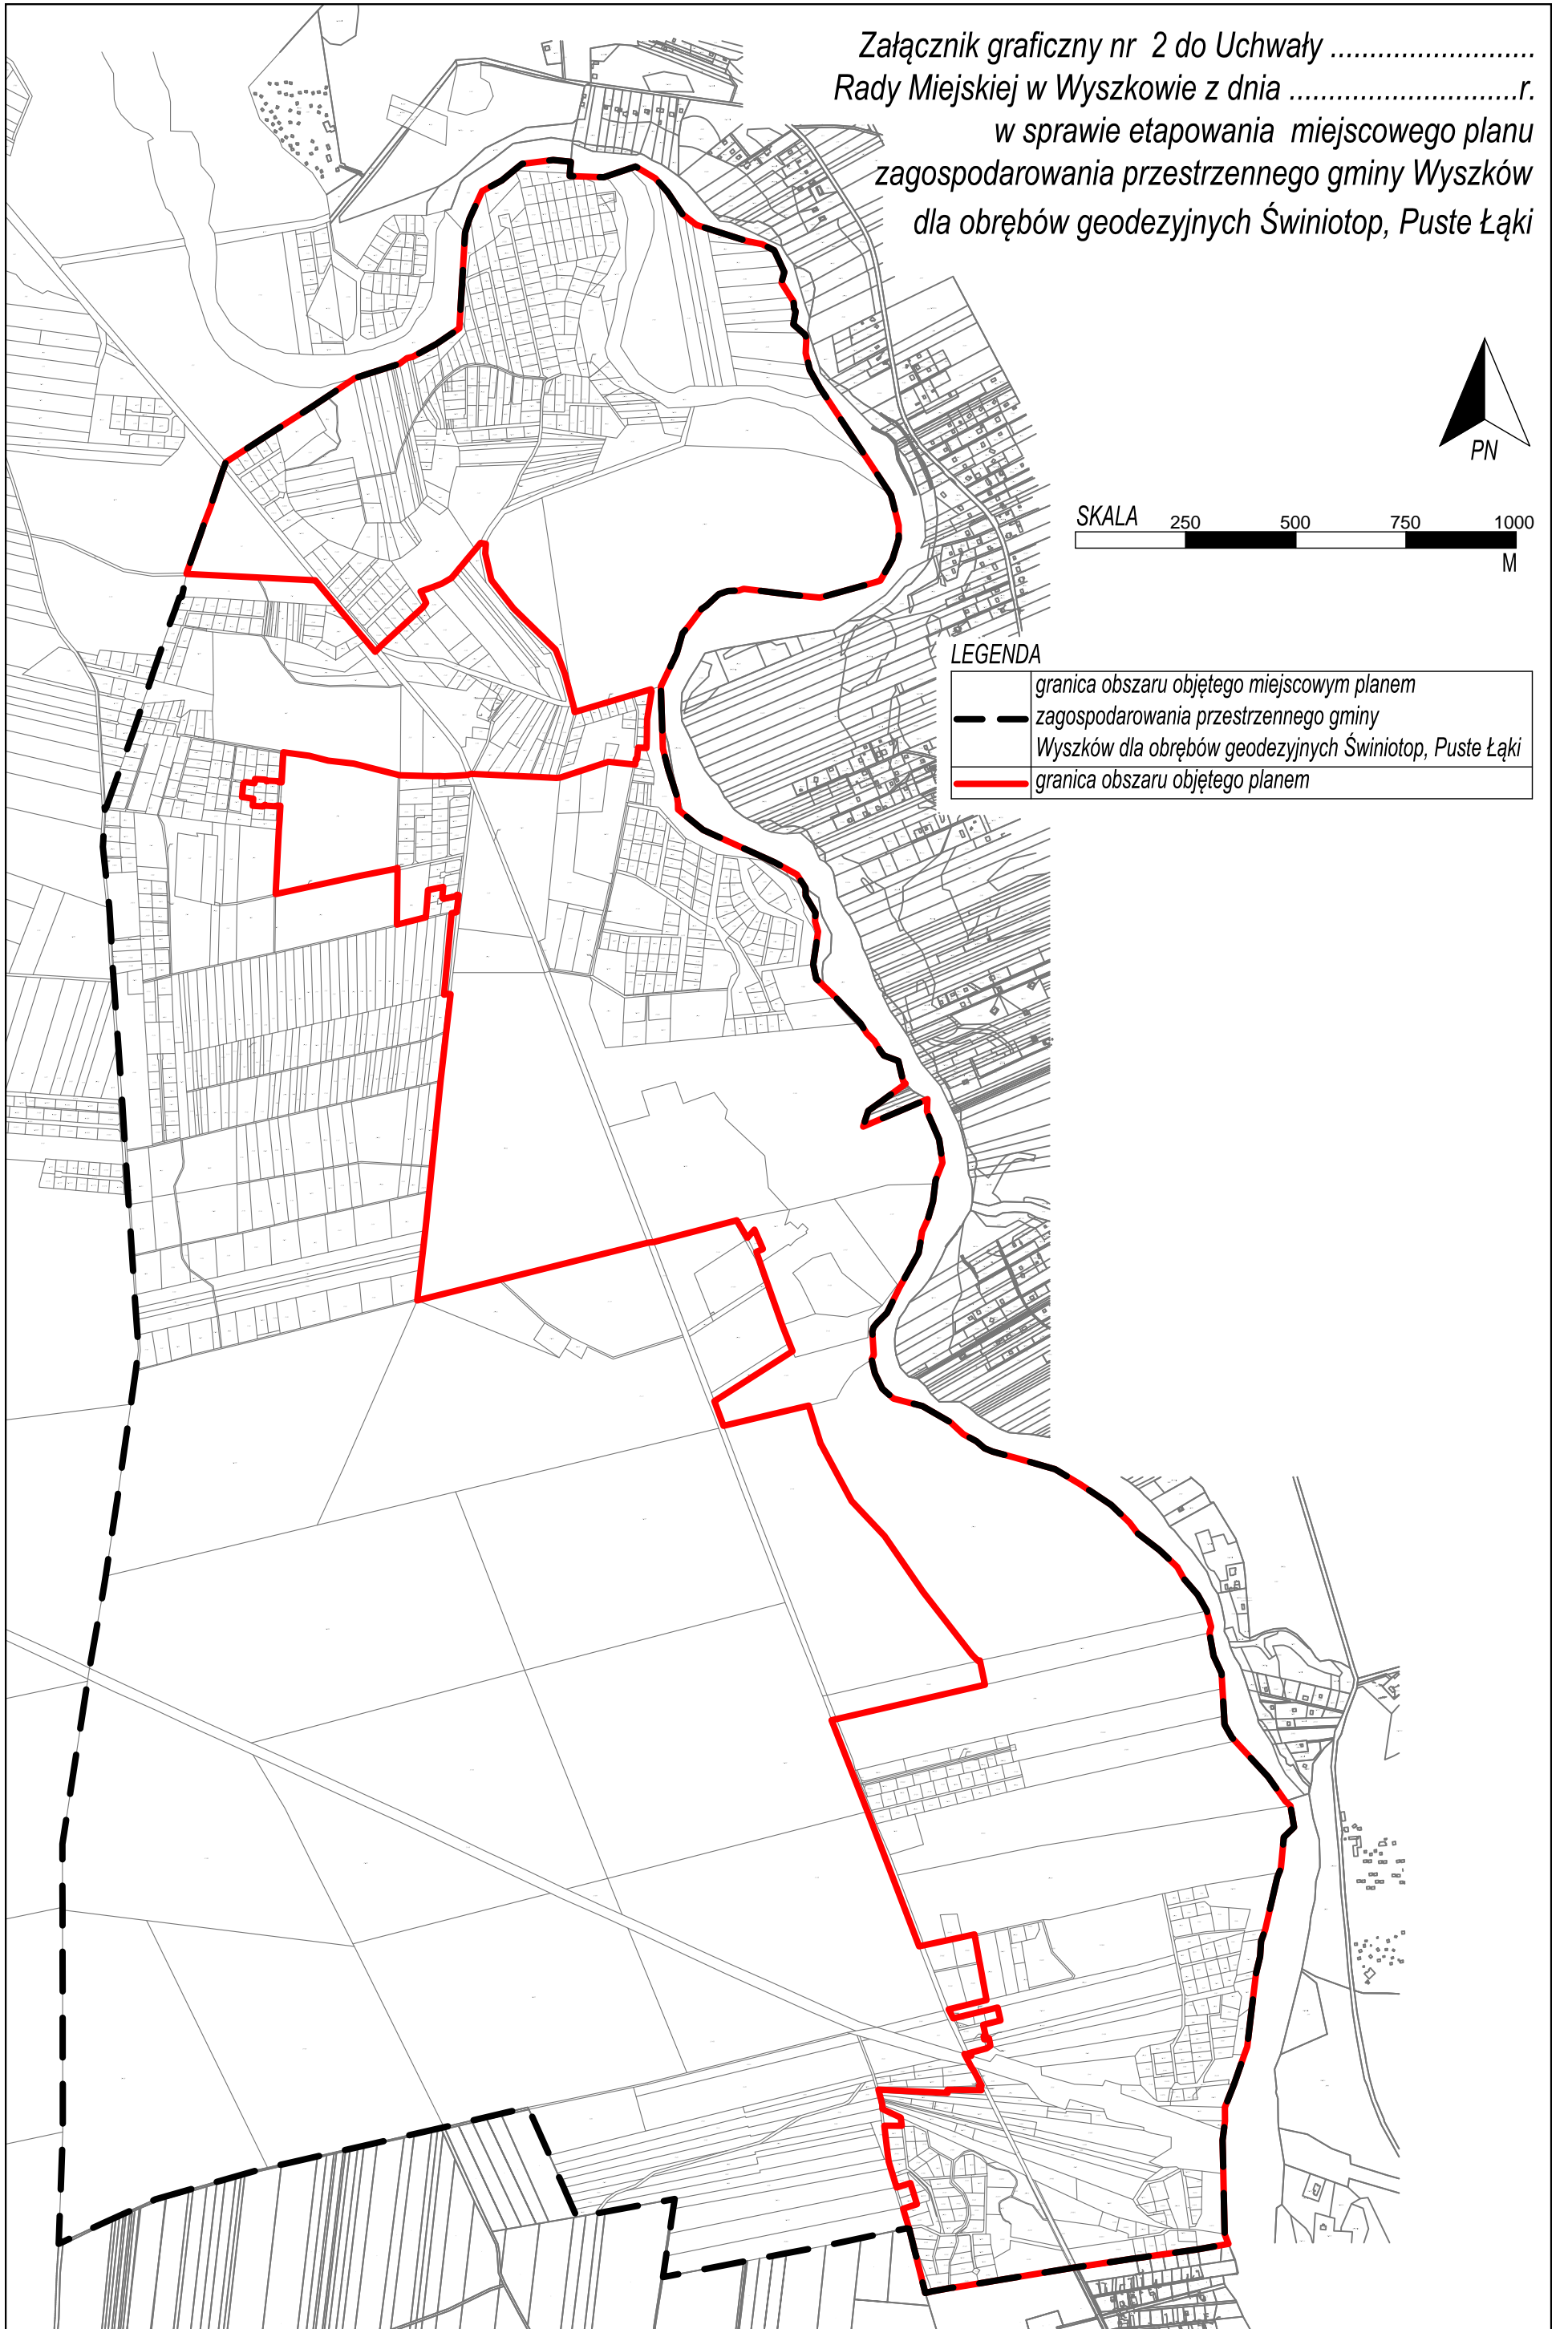 Załącznik graficzny nr 2 do Uchwały .........................
Rady Miejskiej w Wyszkowie z dnia ............................r.
w sprawie etapowania miejscowego planu
zagospodarowania przestrzennego gminy Wyszków
dla obrębów geodezyjnych Świniotop, Puste Łąki
PN
SKALA 250 500 750 1000
M
LEGENDA
granica obszaru objętego miejscowym planem
zagospodarowania przestrzennego gminy
Wyszków dla obrębów geodezyjnych Świniotop, Puste Łąki
granica obszaru objętego planem